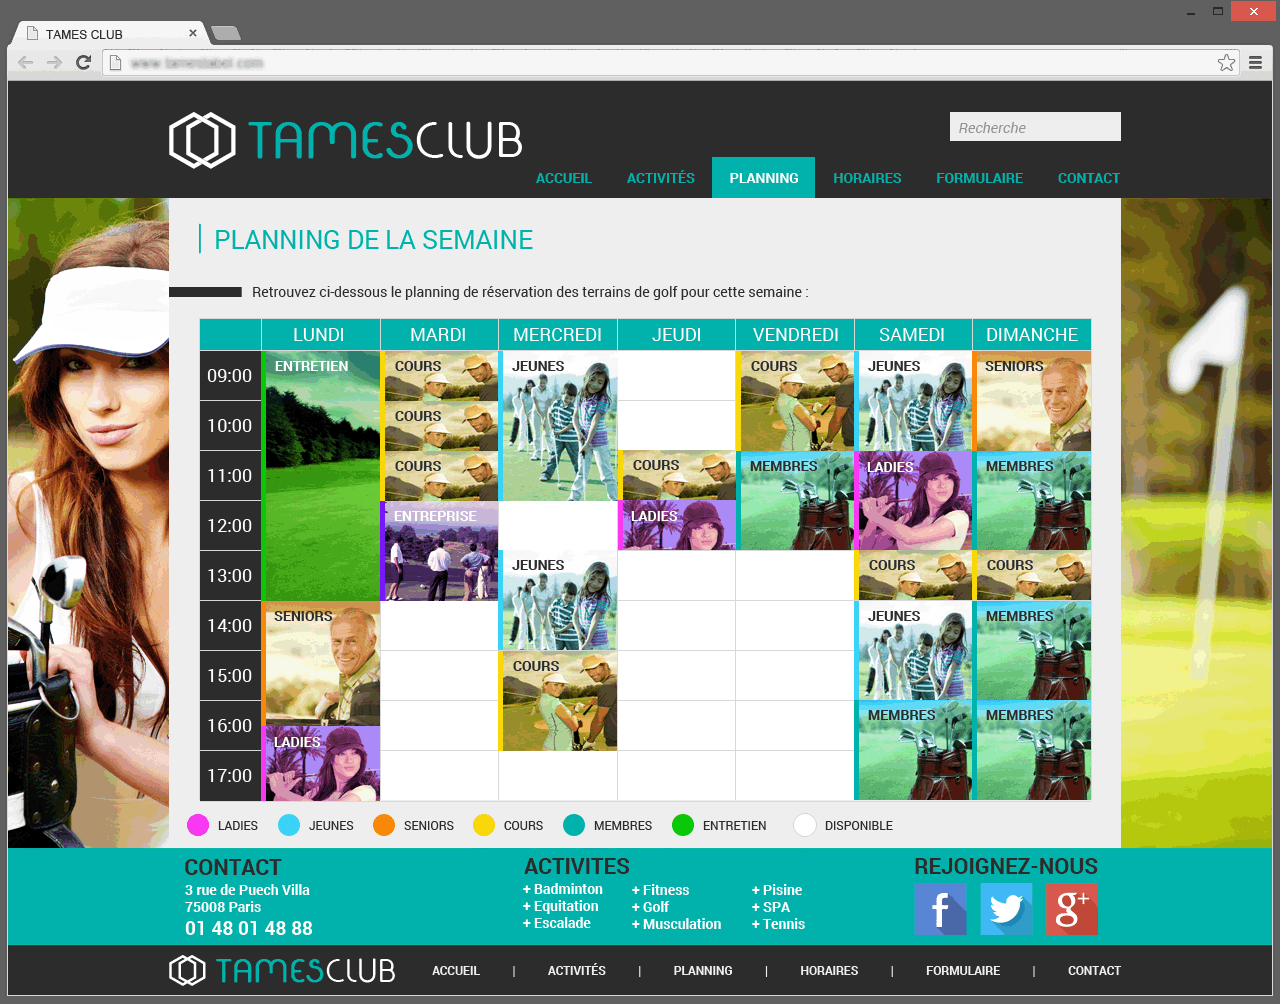 TAMES CLUB
TAMESCLUB
Recherche
ACCUEIL ACTIVITÉS PLANNING HORAIRES FORMULAIRE CONTACT
PLANNING DE LA SEMAINE
Retrouvez ci-dessous le planning de réservation des terrains de golf pour cette semaine :
LUNDI MARDI MERCREDI JEUDI VENDREDI SAMEDI DIMANCHE
ENTRETIEN COURS JEUNES COURS JEUNES SENIORS
09:00
COURS
10:00
COURS COURS MEMBRES LADIES MEMBRES
11:00
ENTREPRISE LADIES
12:00
JEUNES COURS COURS
13:00
SENIORS JEUNES MEMBRES
14:00
COURS
15:00
MEMBRES MEMBRES
16:00
LADIES
17:00
LADIES JEUNES SENIORS COURS MEMBRES ENTRETIEN DISPONIBLE
CONTACT
3 rue de Puech Villa
75008 Paris
01 48 01 48 88
ACTIVITES
+ Badminton + Fitness + Pisine
+ Equitation + Golf + SPA
+ Escalade + Musculation + Tennis
REJOIGNEZ-NOUS
f g+
TAMESCLUB
ACCUEIL | ACTIVITÉS | PLANNING | HORAIRES | FORMULAIRE | CONTACT